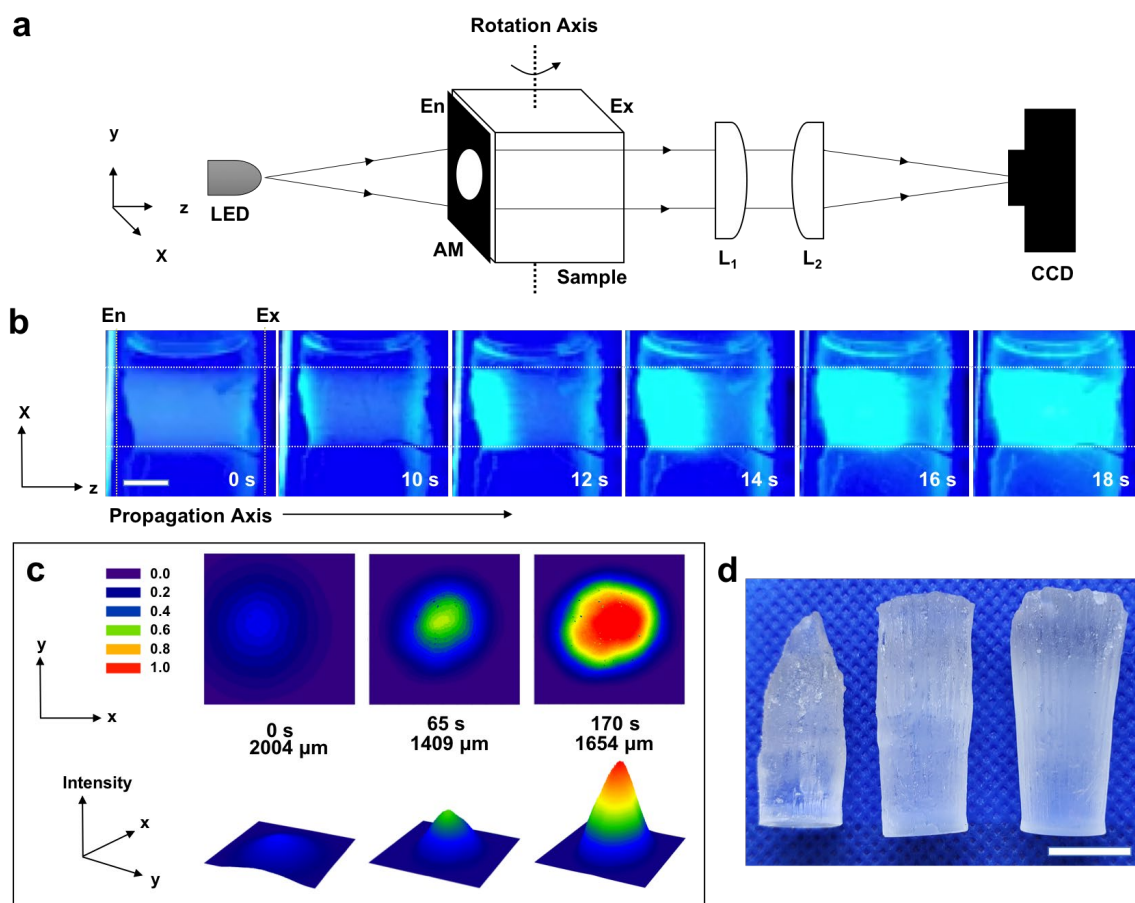 a
Rotation Axis
En
Ex
y
z
x
LED
AM
Sample
L1
L2
CCD
b
En
Ex
x
z
0 s
10 s
12 s
14 s
16 s
18 s
Propagation Axis
c
0.0
0.2
0.4
0.6
0.8
1.0
y
x
0 s
2004 µm
65 s
1409 µm
170 s
1654 µm
Intensity
x
y
d